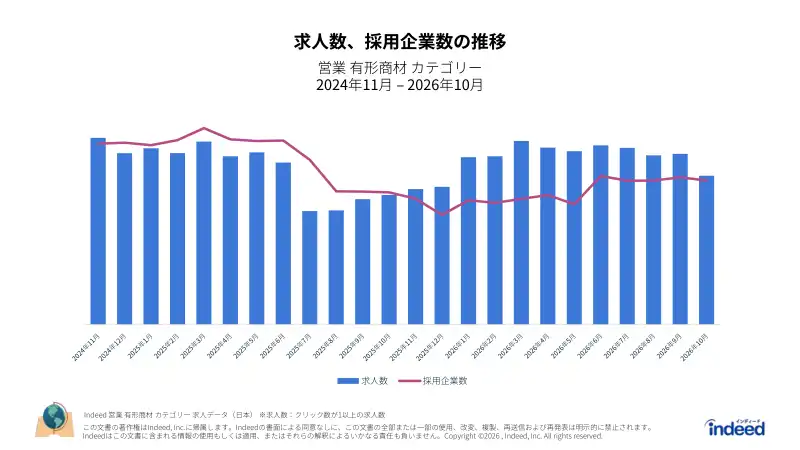 求人数、採用企業数の推移
営業 有形商材 カテゴリー
2024年11月 – 2026年10月
2024年11月
2024年12月
2025年1月
2025年2月
2025年3月
2025年4月
2025年5月
2025年6月
2025年7月
2025年8月
2025年9月
2025年10月
2025年11月
2025年12月
2026年1月
2026年2月
2026年3月
2026年4月
2026年5月
2026年6月
2026年7月
2026年8月
2026年9月
2026年10月
求人数
採用企業数
Indeed 営業 有形商材 カテゴリー 求人データ（日本） ※求人数：クリック数が1以上の求人数
この文書の著作権はIndeed, Inc.に帰属します。Indeedの書面による同意なしに、この文書の全部または一部の使用、改変、複製、再送信および再発表は明示的に禁止されます。
Indeedはこの文書に含まれる情報の使用もしくは適用、またはそれらの解釈によるいかなる責任も負いません。Copyright ©2026 , Indeed, Inc. All rights reserved.
インディード
indeed